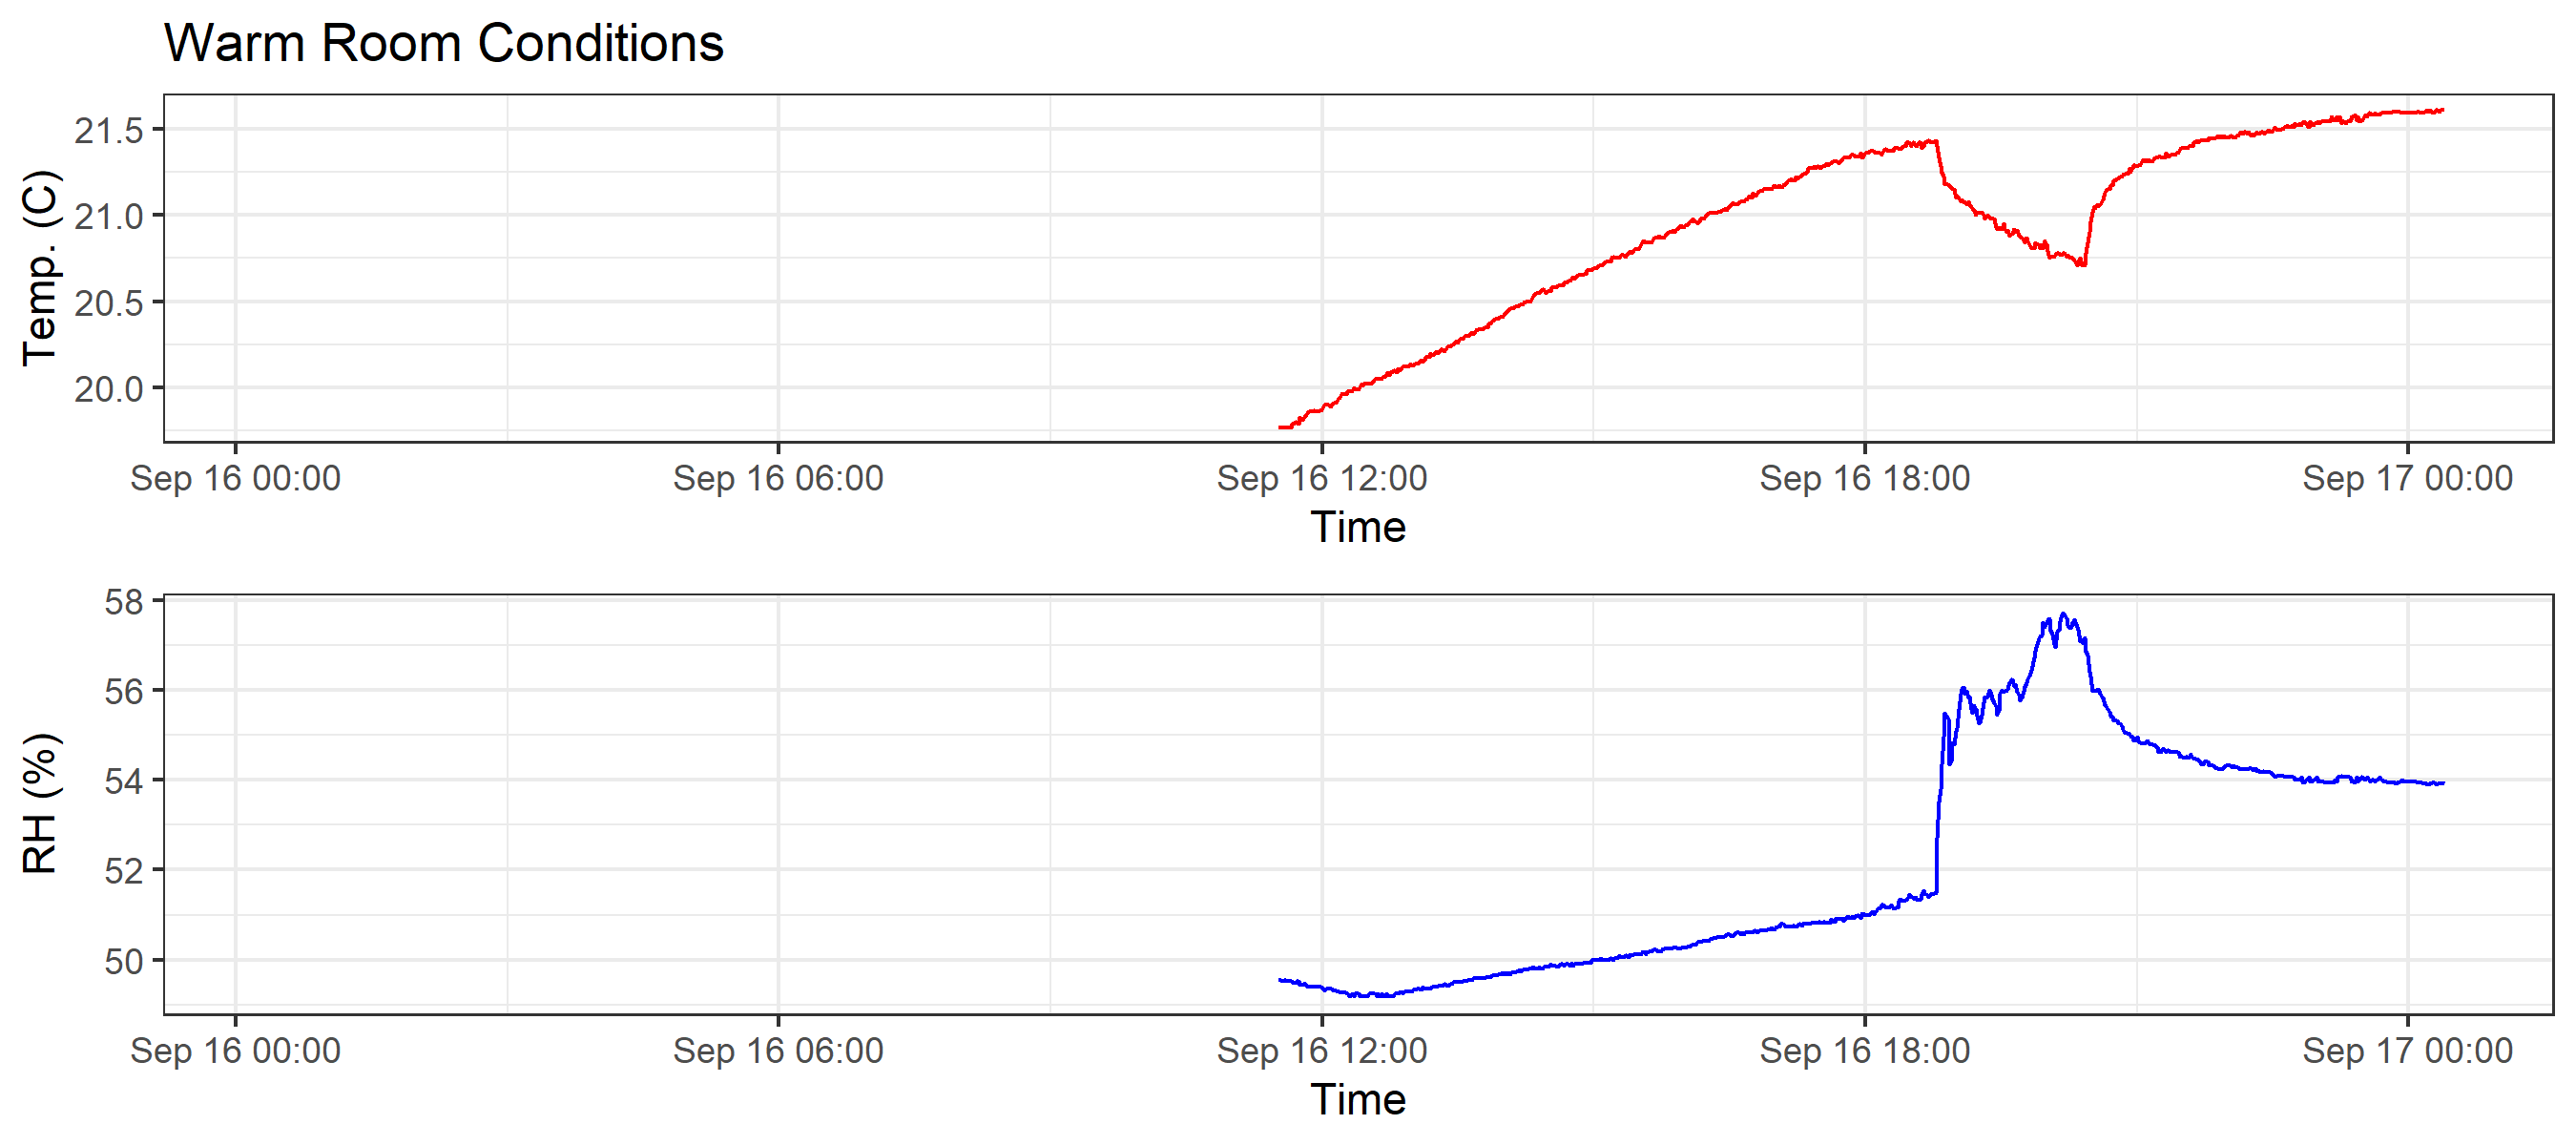 Warm Room Conditions
Temp. (C)
21.5
21.0
20.5
20.0
Sep 16 00:00 Sep 16 06:00 Sep 16 12:00 Sep 16 18:00 Sep 17 00:00
Time
RH (%)
58
56
54
52
50
Sep 16 00:00 Sep 16 06:00 Sep 16 12:00 Sep 16 18:00 Sep 17 00:00
Time